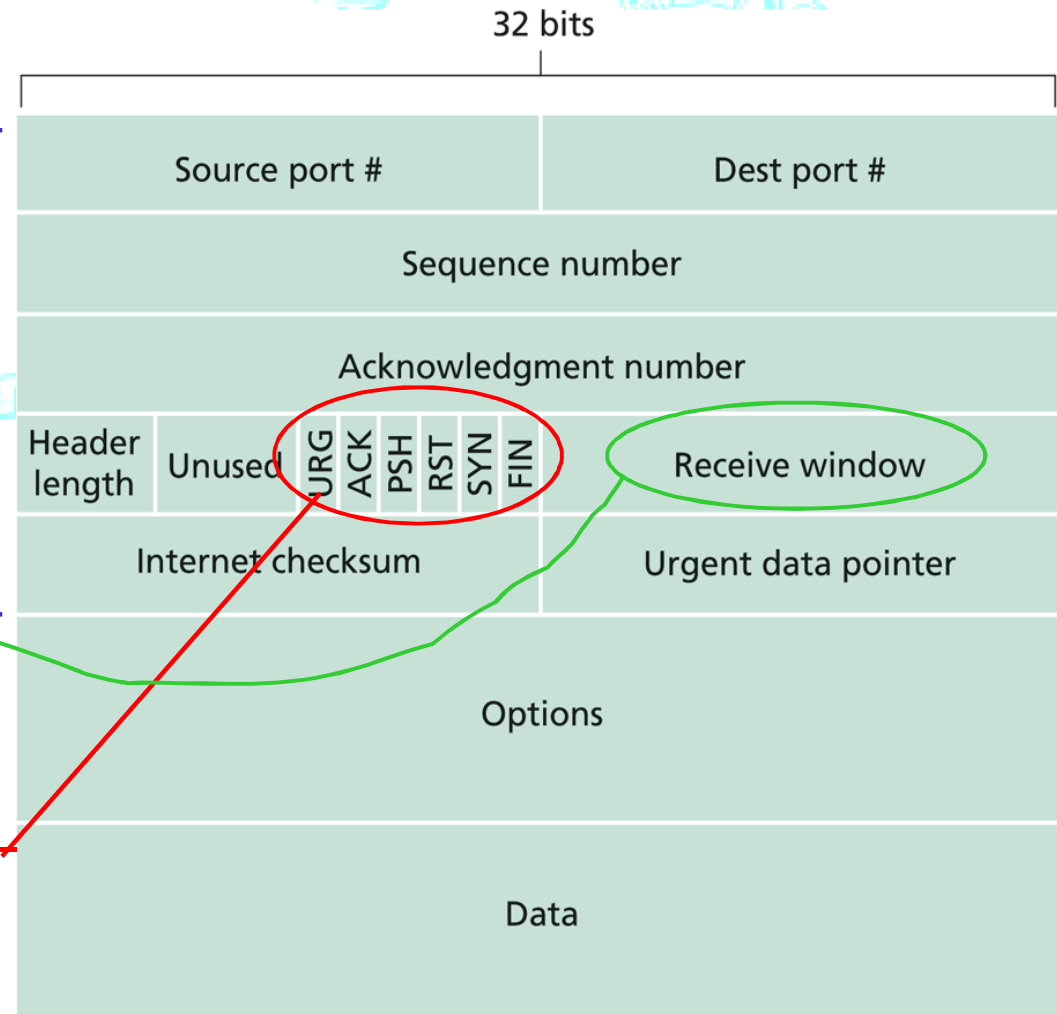 32 bits
Source port #
Dest port #
Sequence number
Acknowledgment number
Header
length
Unused
URG
ACK
PSH
RST
SYN
FIN
Receive window
Internet checksum
Urgent data pointer
Options
Data